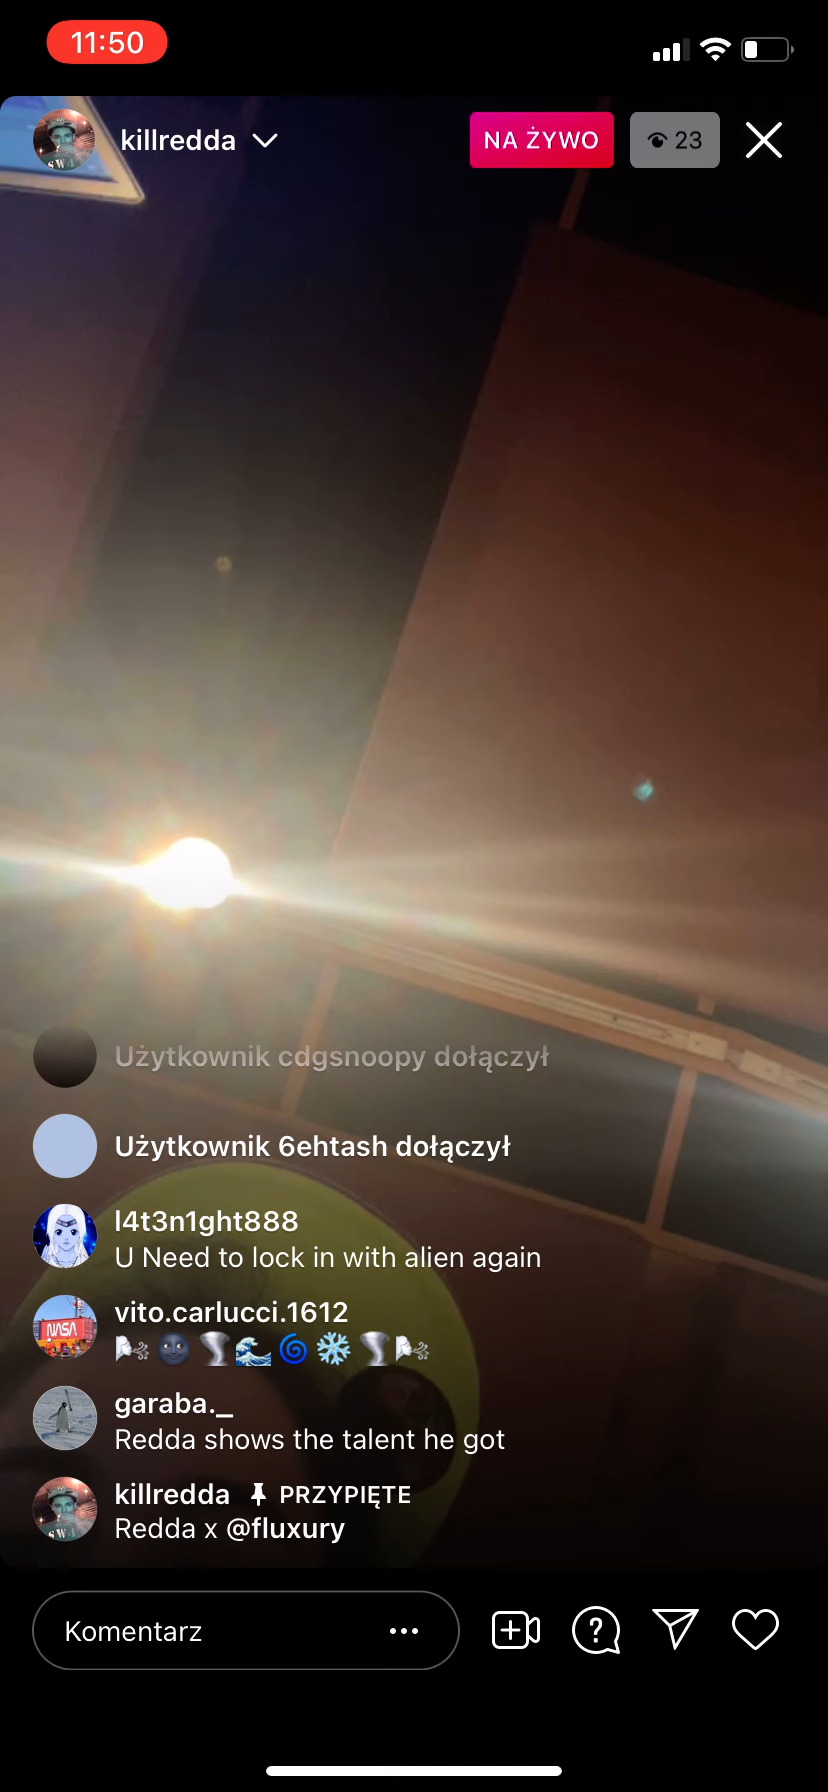 11:50
killredda
NA ŻYWO
23
Użytkownik cdgsnoopy dołączył
Użytkownik 6ehtash dołączył
l4t3n1ght888
U Need to lock in with alien again
NASA
vito.carlucci.1612
garaba._
Redda shows the talent he got
killredda PRZYPIĘTE
Redda x @fluxury
Komentarz